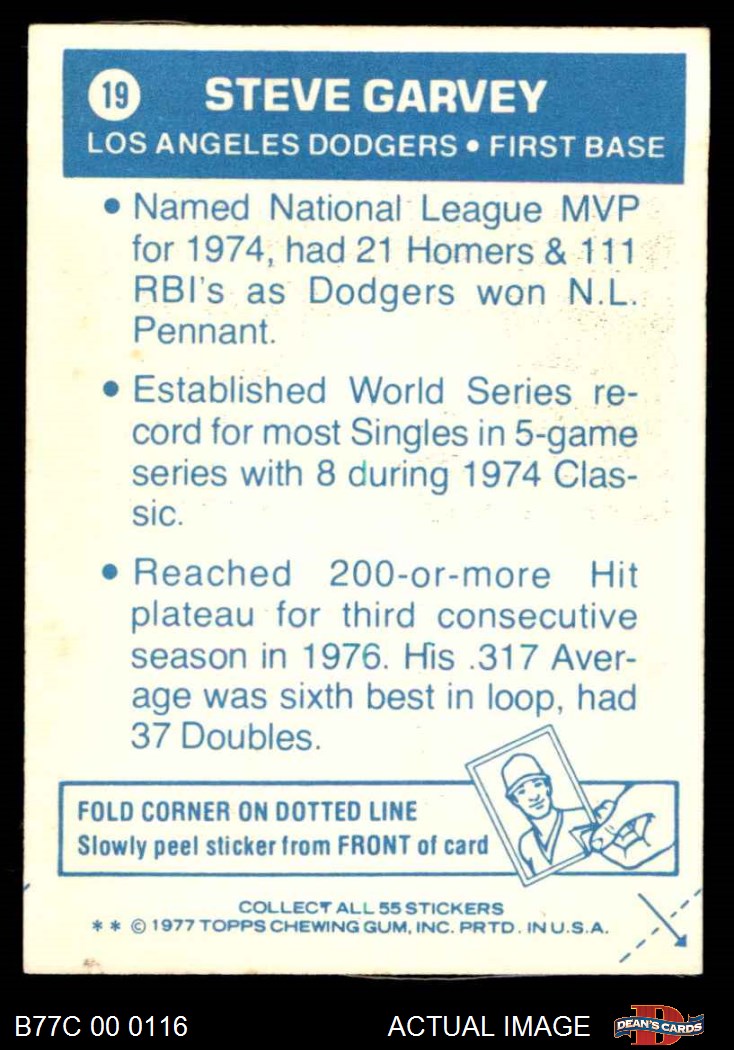 19 STEVE GARVEY
LOS ANGELES DODGERS • FIRST BASE
• Named National League MVP
for 1974, had 21 Homers & 111
RBI's as Dodgers won N.L.
Pennant.
• Established World Series re-
cord for most Singles in 5-game
series with 8 during 1974 Clas-
sic.
• Reached 200-or-more Hit
plateau for third consecutive
season in 1976. His .317 Aver-
age was sixth best in loop, had
37 Doubles.
FOLD CORNER ON DOTTED LINE
Slowly peel sticker from FRONT of card
COLLECT ALL 55 STICKERS
* * © 1977 TOPPS CHEWING GUM, INC. PRTD. IN U.S.A.
B77C 00 0116 ACTUAL IMAGE D DEAN'S CARDS